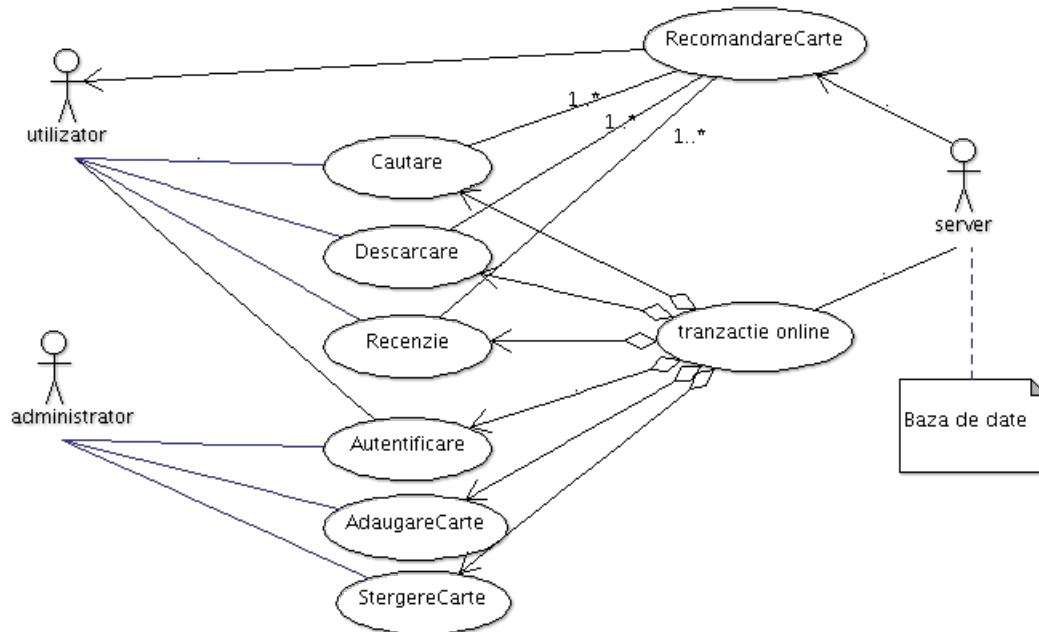 RecomandareCarte
utilizator
1..*
1..*
1..*
Cautare
server
Descarcare
Recenzie
tranzactie online
administrator
Baza de date
Autentificare
AdaugareCarte
StergereCarte